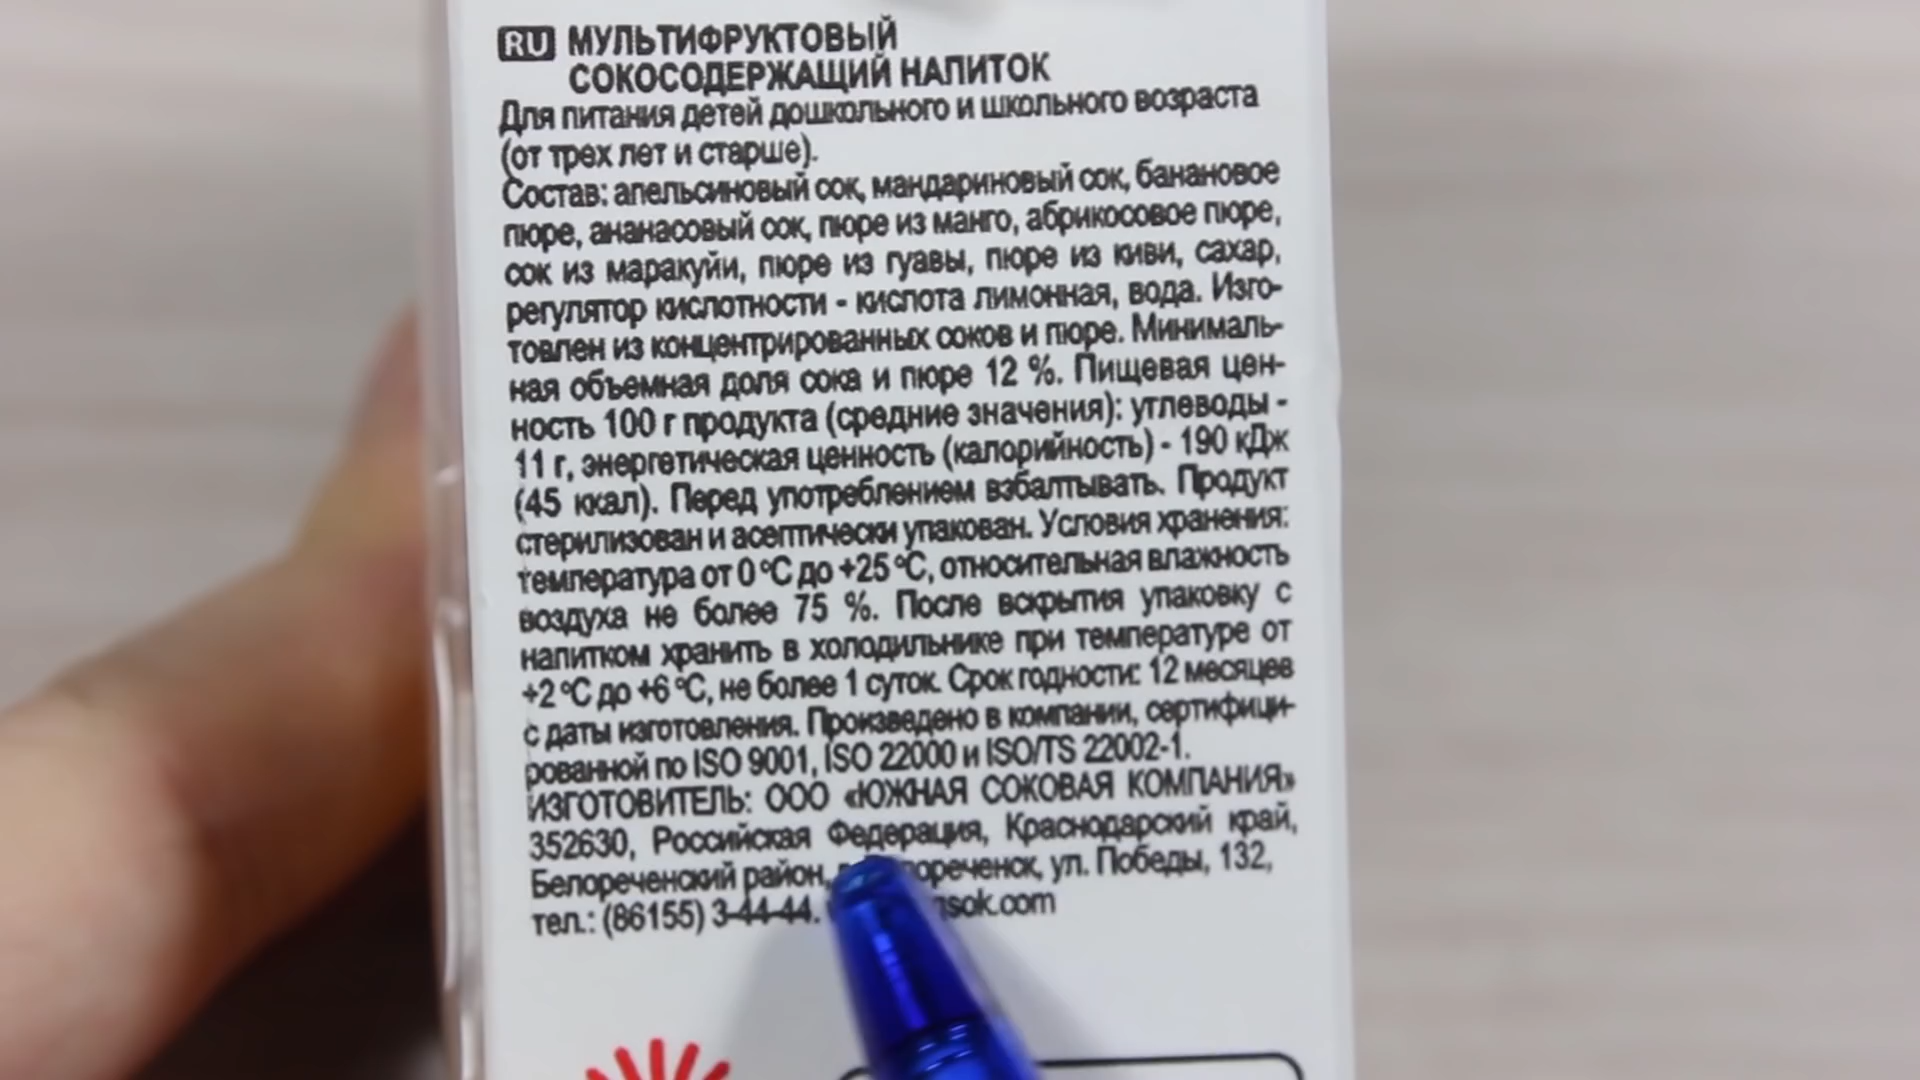 RU МУЛЬТИФРУКТОВЫЙ
СОКОСОДЕРЖАЩИЙ НАПИТОК
Для питания детей дошкольного и школьного возраста
(от трех лет и старше).
Состав: апельсиновый сок, мандариновый сок, банановое
пюре, ананасовый сок, пюре из манго, абрикосовое пюре,
сок из маракуйи, пюре из гуавы, пюре из киви, сахар,
регулятор кислотности - кислота лимонная, вода. Изго-
товлен из концентрированных соков и пюре. Минималь-
ная объемная доля сока и пюре 12 %. Пищевая цен-
ность 100 г продукта (средние значения): углеводы -
11 г, энергетическая ценность (калорийность) - 190 кДж
(45 ккал). Перед употреблением взбалтывать. Продукт
стерилизован и асептически упакован. Условия хранения:
температура от 0 °С до +25 °С, относительная влажность
воздуха не более 75 %. После вскрытия упаковку с
напитком хранить в холодильнике при температуре от
+2 °С до +6 °С, не более 1 суток. Срок годности: 12 месяцев
с даты изготовления. Произведено в компании, сертифици-
рованной по ISO 9001, ISO 22000 и ISO/TS 22002-1.
ИЗГОТОВИТЕЛЬ: ООО «ЮЖНАЯ СОКОВАЯ КОМПАНИЯ»
352630, Российская Федерация, Краснодарский край,
Белореченский район, ул. Победы, 132,
тел.: (86155) 3-44-44.